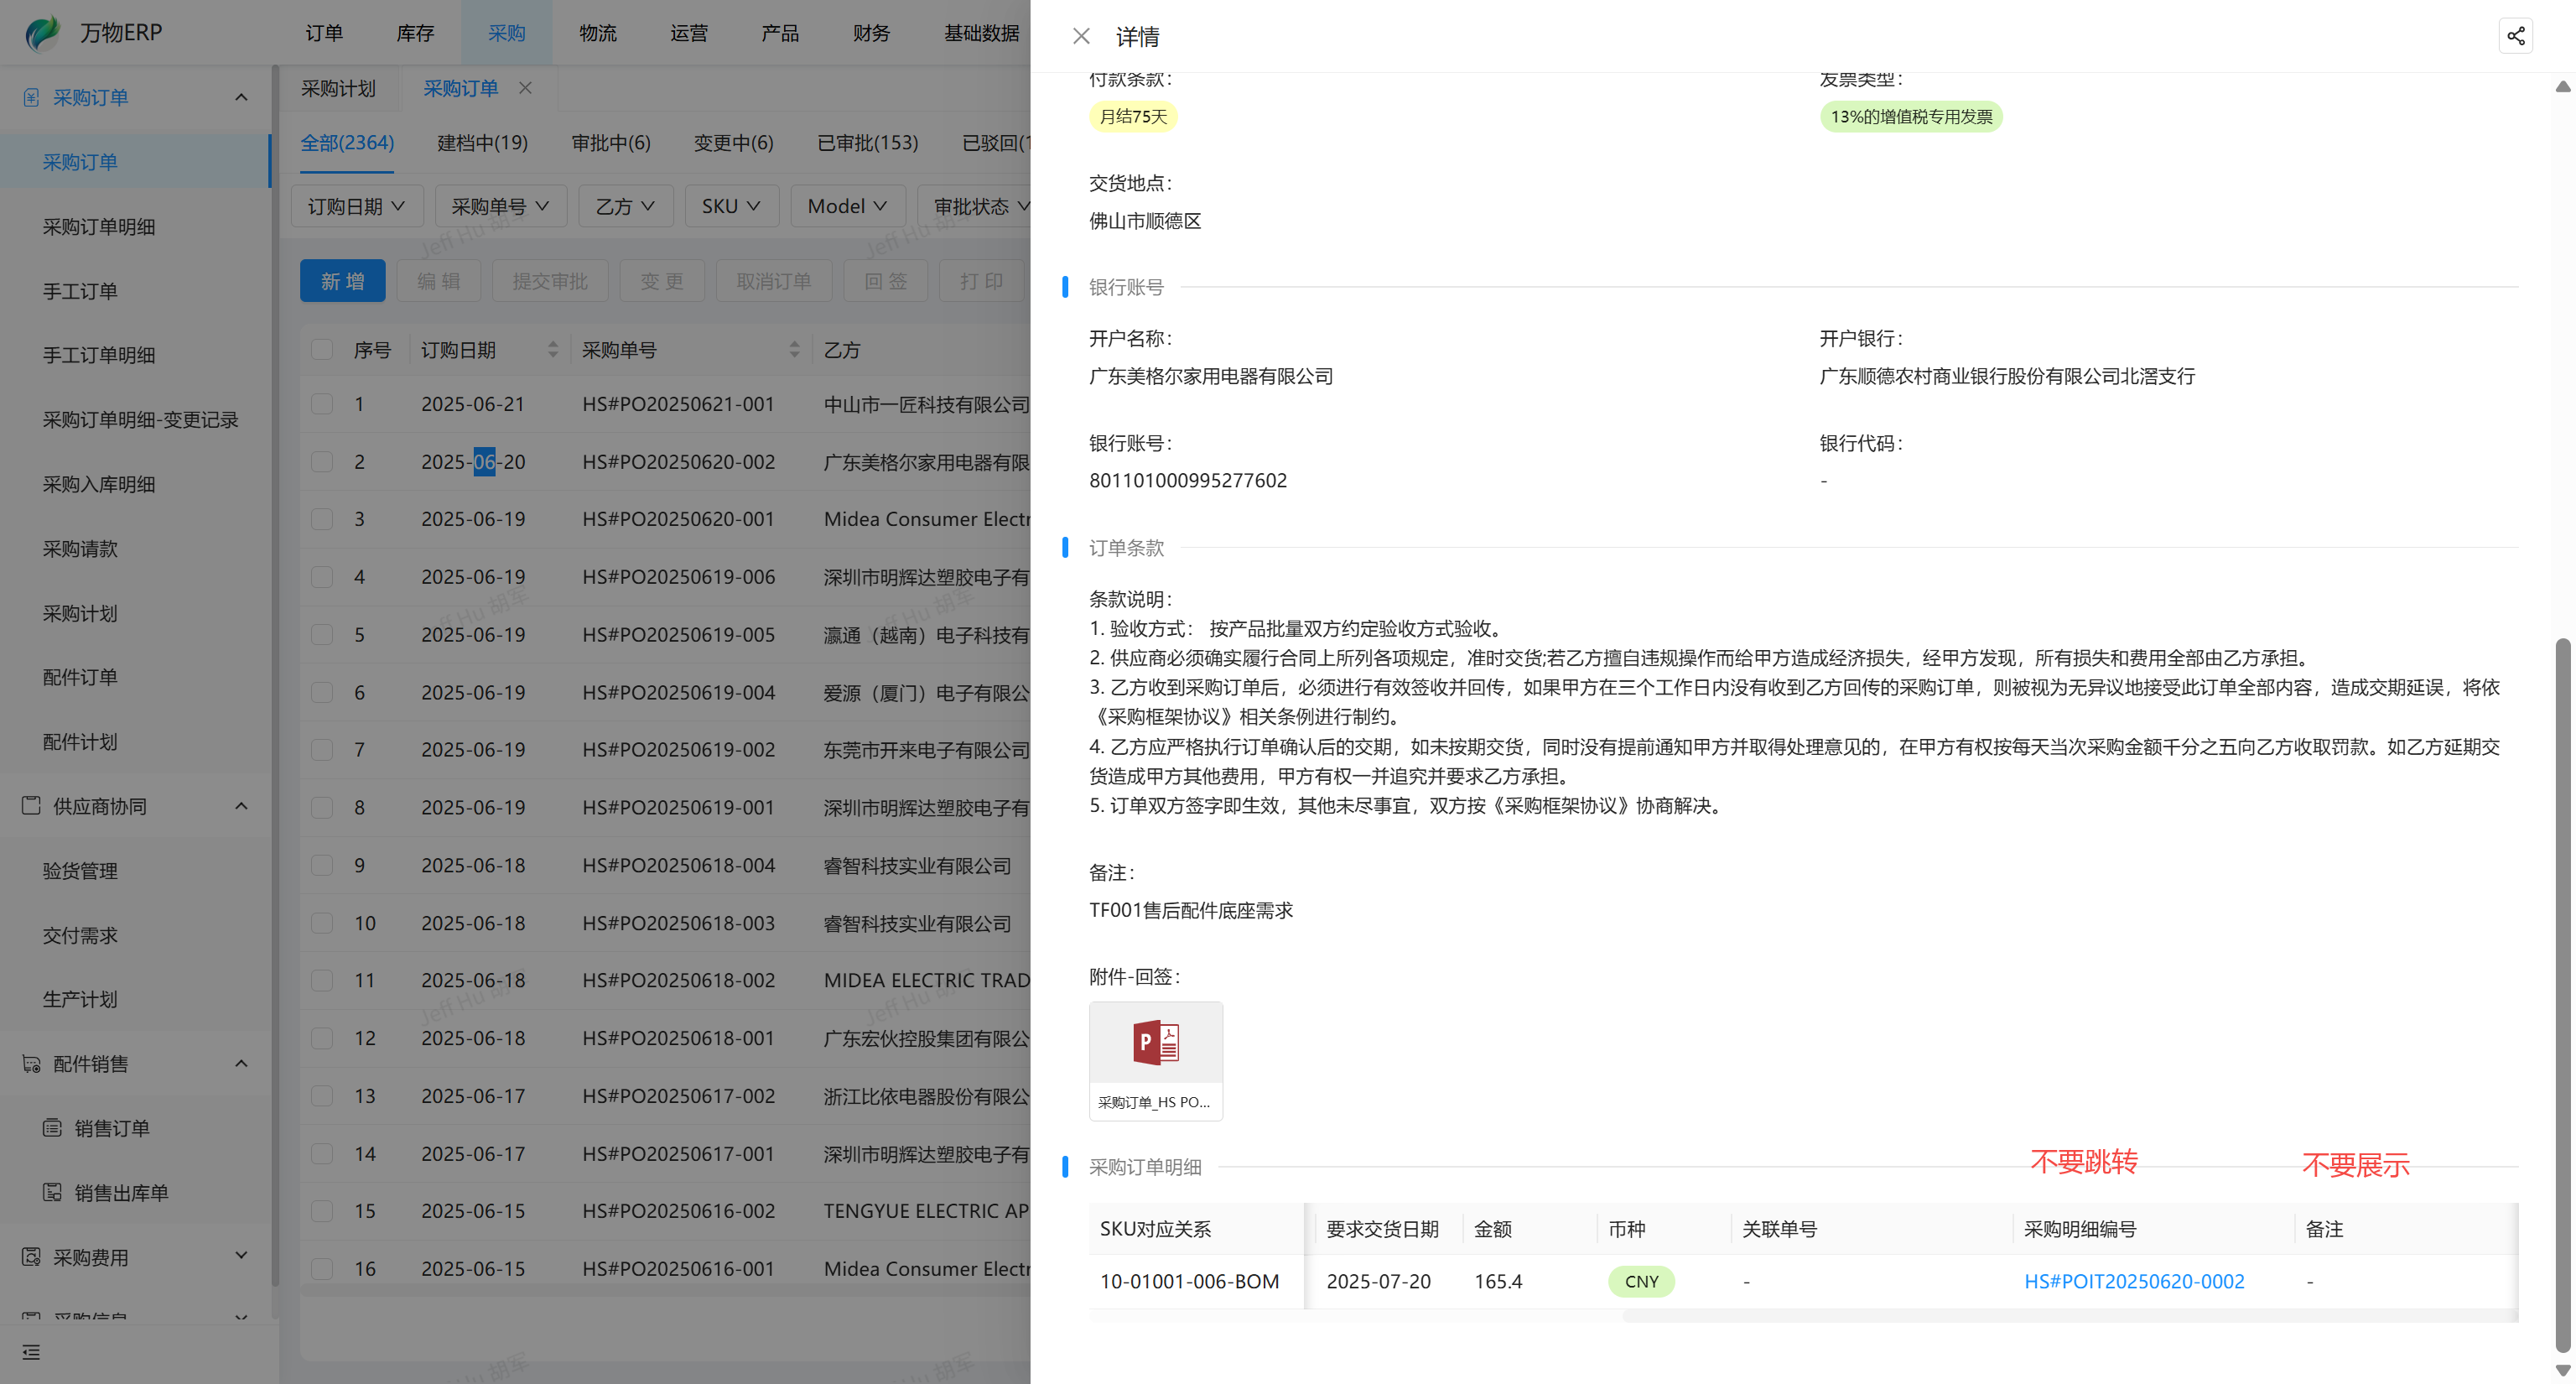 万物ERP
订单 库存 采购 物流 运营 产品 财务 基础数据
采购订单
采购订单
采购订单明细
手工订单
手工订单明细
采购订单明细-变更记录
采购入库明细
采购请款
采购计划
配件订单
配件计划
供应商协同
验货管理
交付需求
生产计划
配件销售
销售订单
销售出库单
采购费用
采购信息
采购计划 采购订单
全部(2364) 建档中(19) 审批中(6) 变更中(6) 已审批(153) 已驳回(1
订购日期 采购单号 乙方 SKU Model 审批状态
新 增 编 辑 提交审批 变 更 取消订单 回 签 打 印
序号 订购日期 采购单号 乙方
1 2025-06-21 HS#PO20250621-001 中山市一匠科技有限公司
2 2025-06-20 HS#PO20250620-002 广东美格尔家用电器有限
3 2025-06-19 HS#PO20250620-001 Midea Consumer Electr
4 2025-06-19 HS#PO20250619-006 深圳市明辉达塑胶电子有
5 2025-06-19 HS#PO20250619-005 瀛通（越南）电子科技有
6 2025-06-19 HS#PO20250619-004 爱源（厦门）电子有限公
7 2025-06-19 HS#PO20250619-002 东莞市开来电子有限公司
8 2025-06-19 HS#PO20250619-001 深圳市明辉达塑胶电子有
9 2025-06-18 HS#PO20250618-004 睿智科技实业有限公司
10 2025-06-18 HS#PO20250618-003 睿智科技实业有限公司
11 2025-06-18 HS#PO20250618-002 MIDEA ELECTRIC TRAD
12 2025-06-18 HS#PO20250618-001 广东宏伙控股集团有限公
13 2025-06-17 HS#PO20250617-002 浙江比依电器股份有限公
14 2025-06-17 HS#PO20250617-001 深圳市明辉达塑胶电子有
15 2025-06-15 HS#PO20250616-002 TENGYUE ELECTRIC AP
16 2025-06-15 HS#PO20250616-001 Midea Consumer Electr
Jeff Hu 胡军
Jeff Hu 胡军
Jeff Hu 胡军
Jeff Hu 胡军
Jeff Hu 胡军
Jeff Hu 胡军
Jeff Hu 胡军
Jeff Hu 胡军
详情
付款条款： 发票类型：
月结75天 13%的增值税专用发票
交货地点：
佛山市顺德区
银行账号
开户名称： 开户银行：
广东美格尔家用电器有限公司 广东顺德农村商业银行股份有限公司北滘支行
银行账号： 银行代码：
801101000995277602 -
订单条款
条款说明：
1. 验收方式： 按产品批量双方约定验收方式验收。
2. 供应商必须确实履行合同上所列各项规定，准时交货;若乙方擅自违规操作而给甲方造成经济损失，经甲方发现，所有损失和费用全部由乙方承担。
3. 乙方收到采购订单后，必须进行有效签收并回传，如果甲方在三个工作日内没有收到乙方回传的采购订单，则被视为无异议地接受此订单全部内容，造成交期延误，将依
《采购框架协议》相关条例进行制约。
4. 乙方应严格执行订单确认后的交期，如未按期交货，同时没有提前通知甲方并取得处理意见的，在甲方有权按每天当次采购金额千分之五向乙方收取罚款。如乙方延期交
货造成甲方其他费用，甲方有权一并追究并要求乙方承担。
5. 订单双方签字即生效，其他未尽事宜，双方按《采购框架协议》协商解决。
备注：
TF001售后配件底座需求
附件-回签：
P
采购订单_HS PO...
采购订单明细 不要跳转 不要展示
SKU对应关系 要求交货日期 金额 币种 关联单号 采购明细编号 备注
10-01001-006-BOM 2025-07-20 165.4 CNY - HS#POIT20250620-0002 -